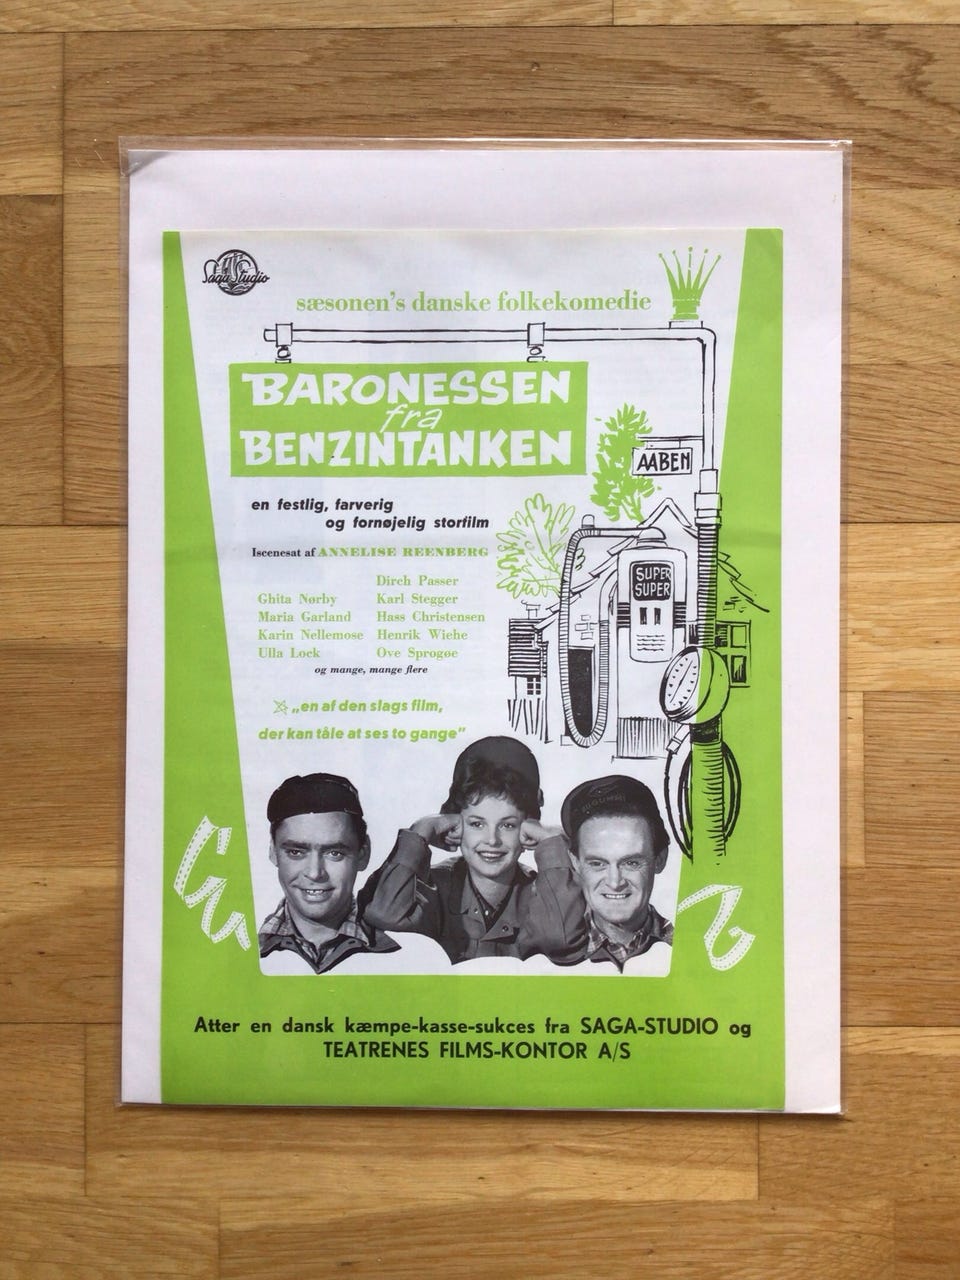 Saga Studio
sæsonen's danske folkekomedie
BARONESSEN
fra
BENZINTANKEN
AABEN
en festlig, farverig
og fornøjelig storfilm
Iscenesat af ANNELISE REENBERG
SUPER
SUPER
Dirch Passer
Ghita Nørby Karl Stegger
Maria Garland Hass Christensen
Karin Nellemose Henrik Wiehe
Ulla Lock Ove Sprogøe
og mange, mange flere
„en af den slags film,
der kan tåle at ses to gange”
Atter en dansk kæmpe-kasse-sukces fra SAGA-STUDIO og
TEATRENES FILMS-KONTOR A/S